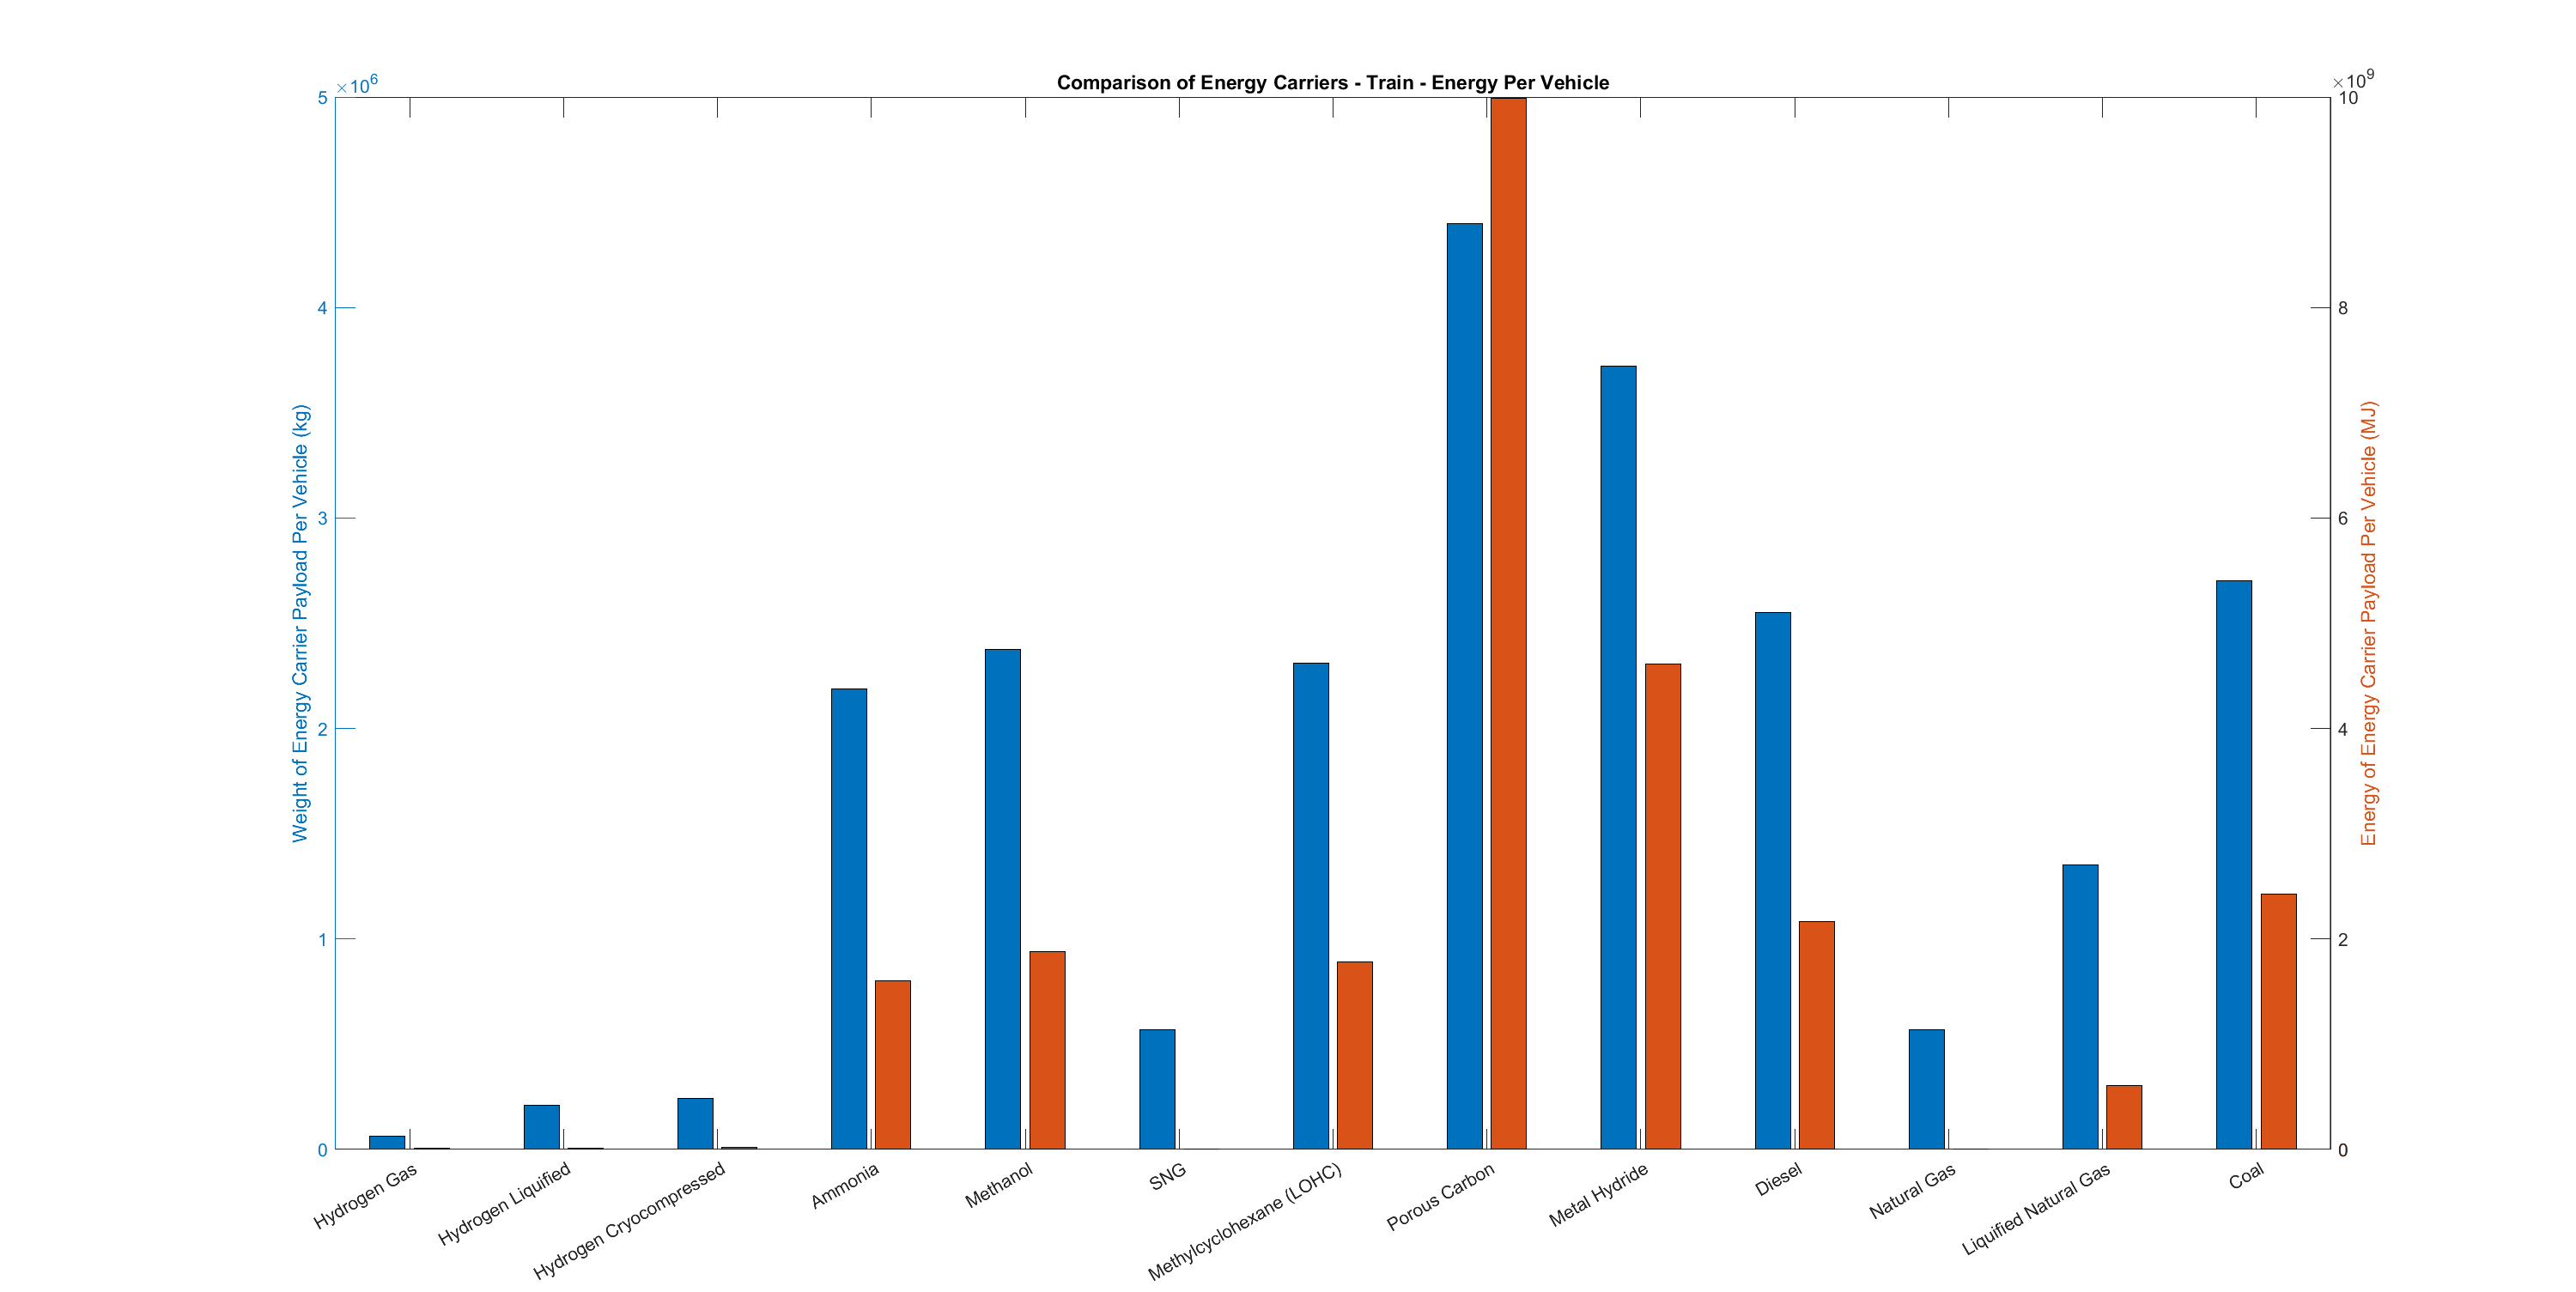 Comparison of Energy Carriers - Train - Energy Per Vehicle
×10^6
×10^9
5
4
3
2
1
0
Weight of Energy Carrier Payload Per Vehicle (kg)
10
8
6
4
2
0
Energy of Energy Carrier Payload Per Vehicle (MJ)
Hydrogen Gas
Hydrogen Liquified
Hydrogen Cryocompressed
Ammonia
Methanol
SNG
Methylcyclohexane (LOHC)
Porous Carbon
Metal Hydride
Diesel
Natural Gas
Liquified Natural Gas
Coal